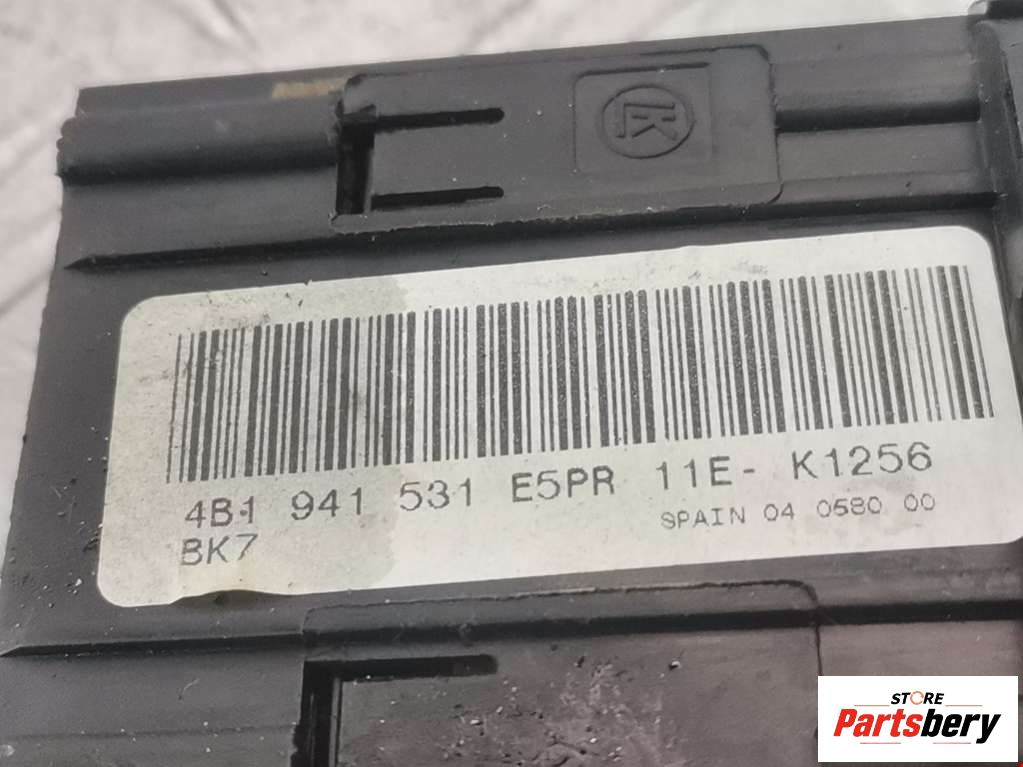 4B1 941 531 E5PR 11E- K1256
BK7
SPAIN 04 0580 00
STORE
Partsbery